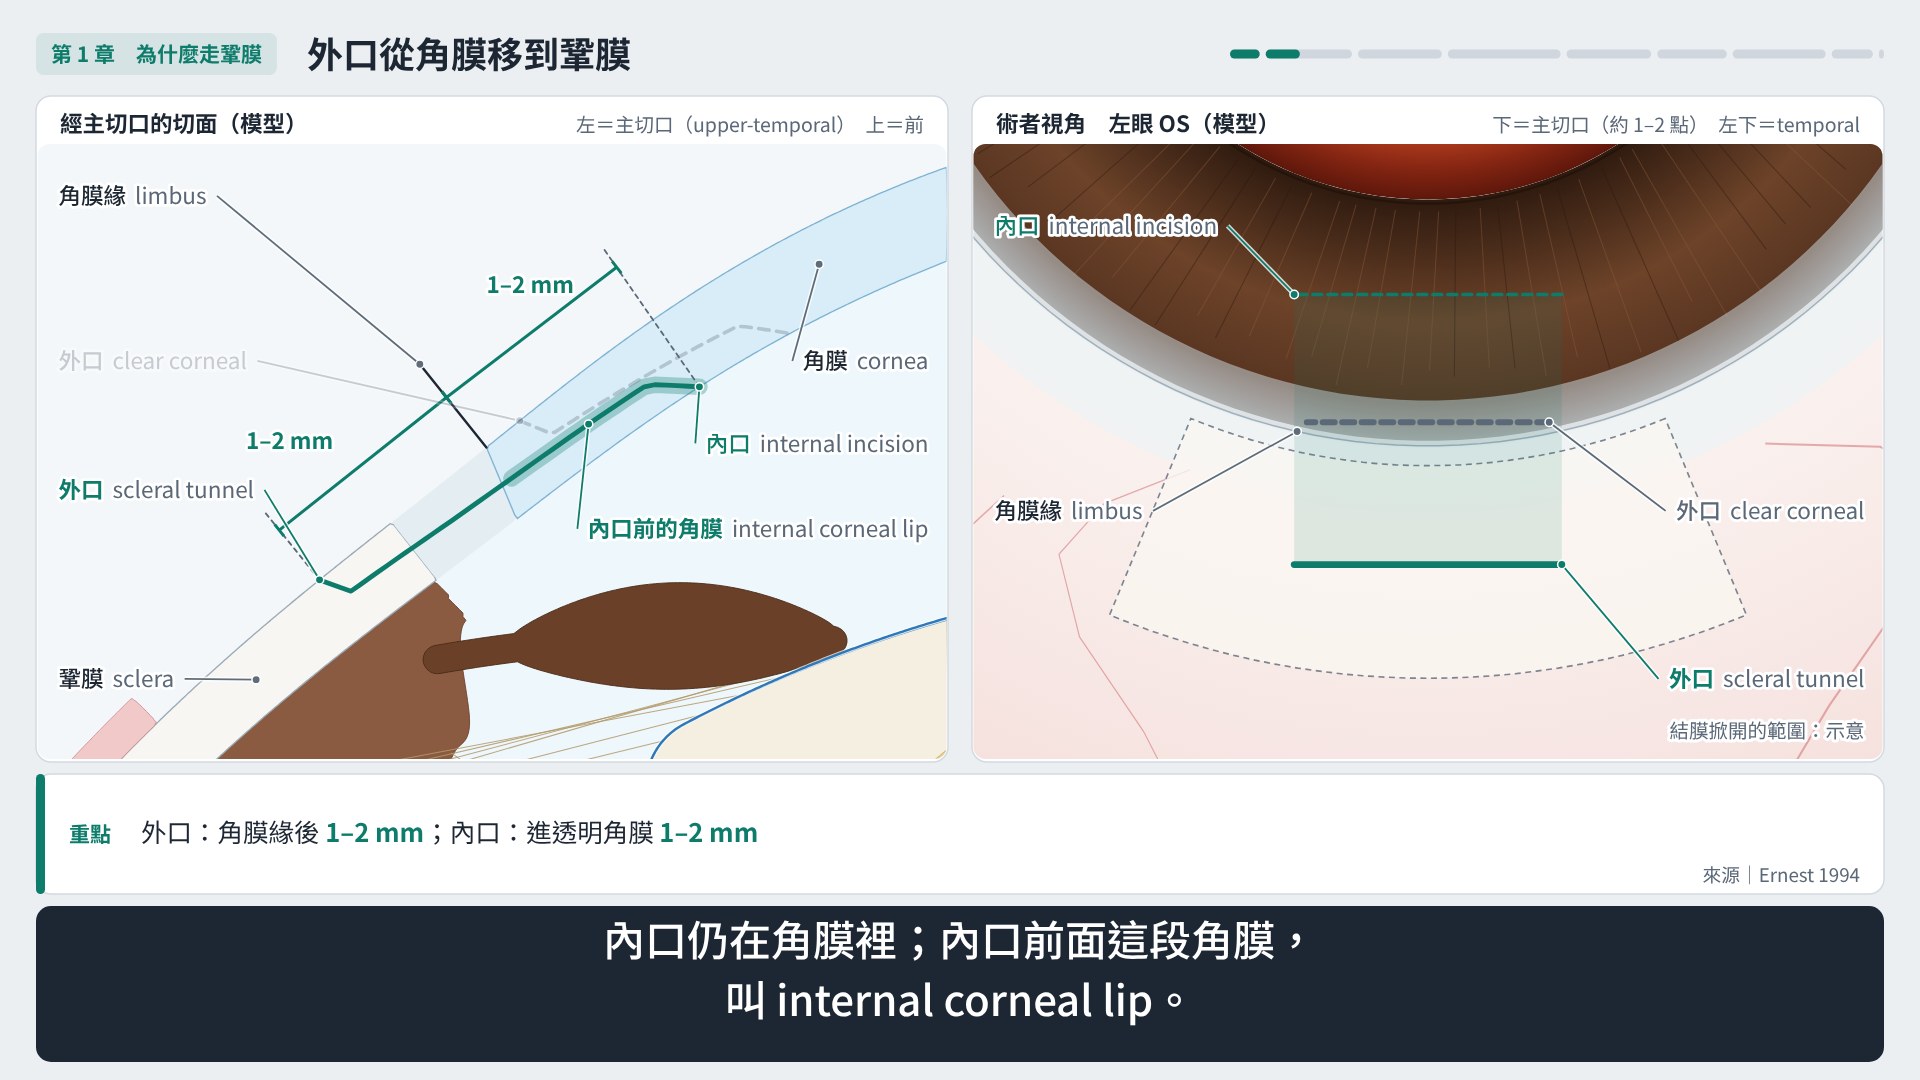 第 1 章　為什麼走鞏膜
外口從角膜移到鞏膜
經主切口的切面（模型）
左＝主切口（upper-temporal）　上＝前
角膜緣 limbus
1–2 mm
外口 clear corneal
角膜 cornea
1–2 mm
內口 internal incision
外口 scleral tunnel
內口前的角膜 internal corneal lip
鞏膜 sclera
術者視角　左眼 OS（模型）
下＝主切口（約 1–2 點）　左下＝temporal
內口 internal incision
角膜緣 limbus
外口 clear corneal
外口 scleral tunnel
結膜掀開的範圍：示意
重點　外口：角膜緣後 1–2 mm；內口：進透明角膜 1–2 mm
來源｜Ernest 1994
內口仍在角膜裡；內口前面這段角膜，
叫 internal corneal lip。